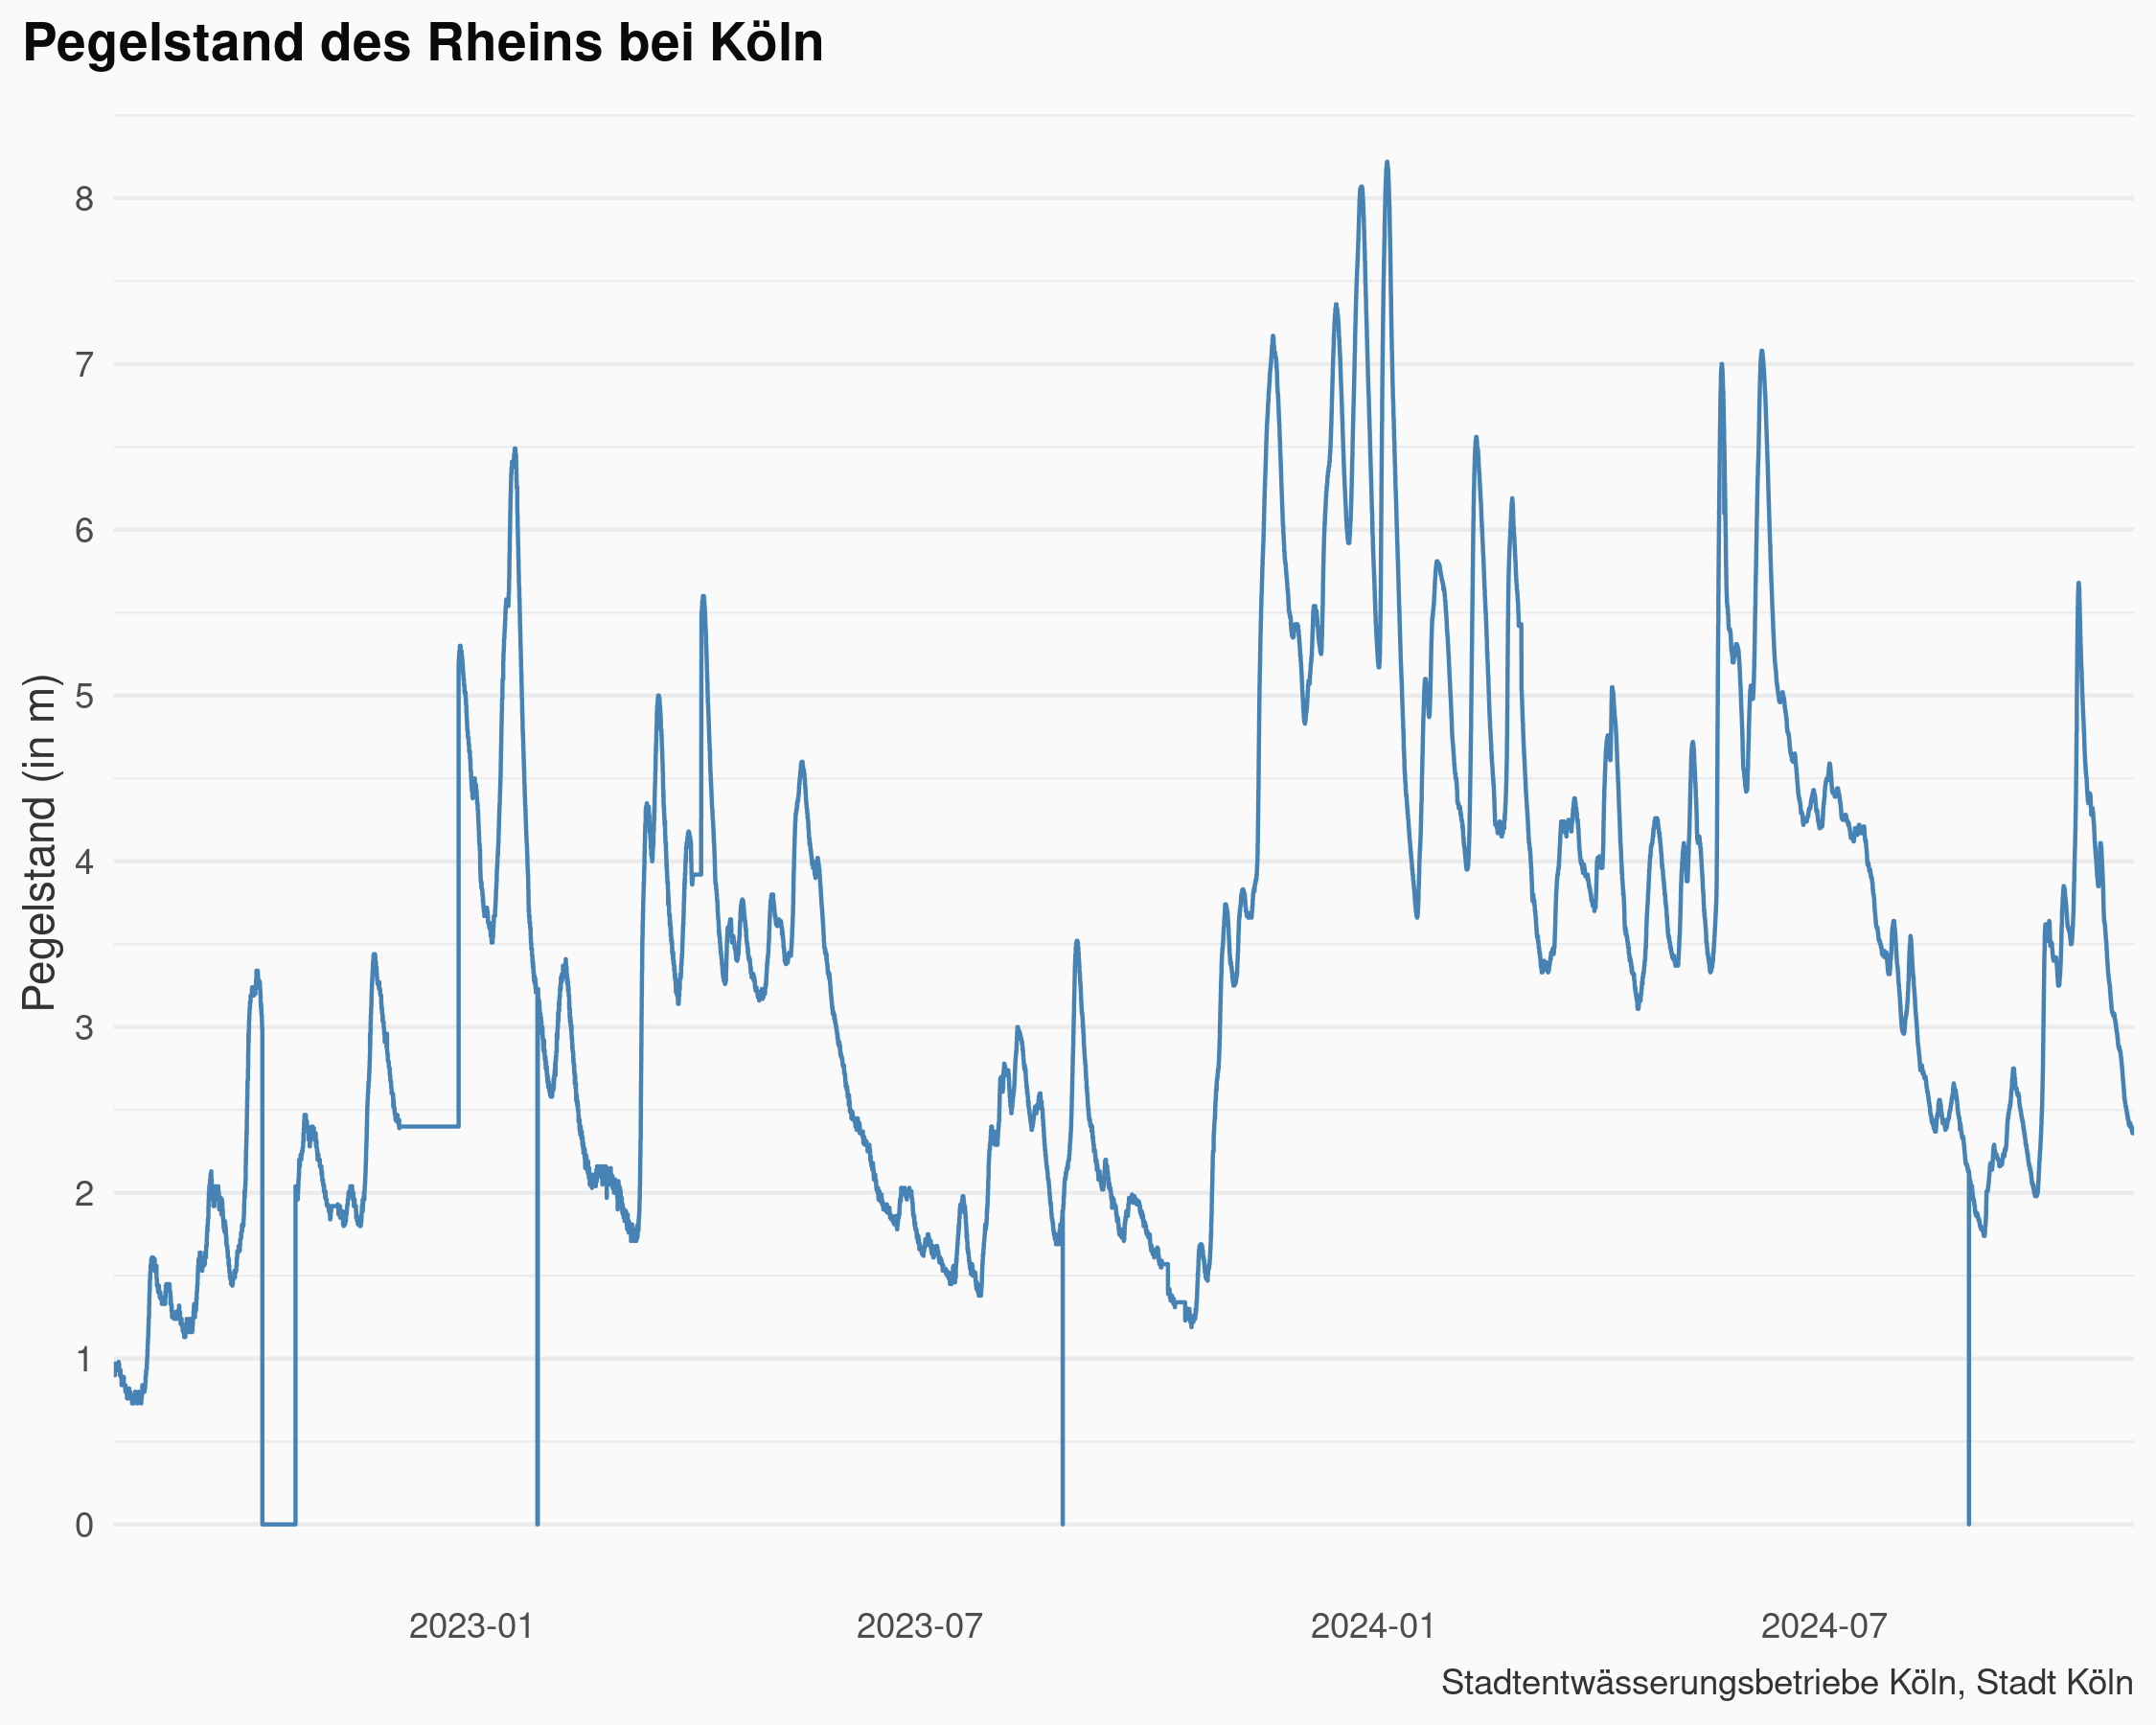 Pegelstand des Rheins bei Köln
Pegelstand (in m)
8
7
6
5
4
3
2
1
0
2023-01 2023-07 2024-01 2024-07
Stadtentwässerungsbetriebe Köln, Stadt Köln